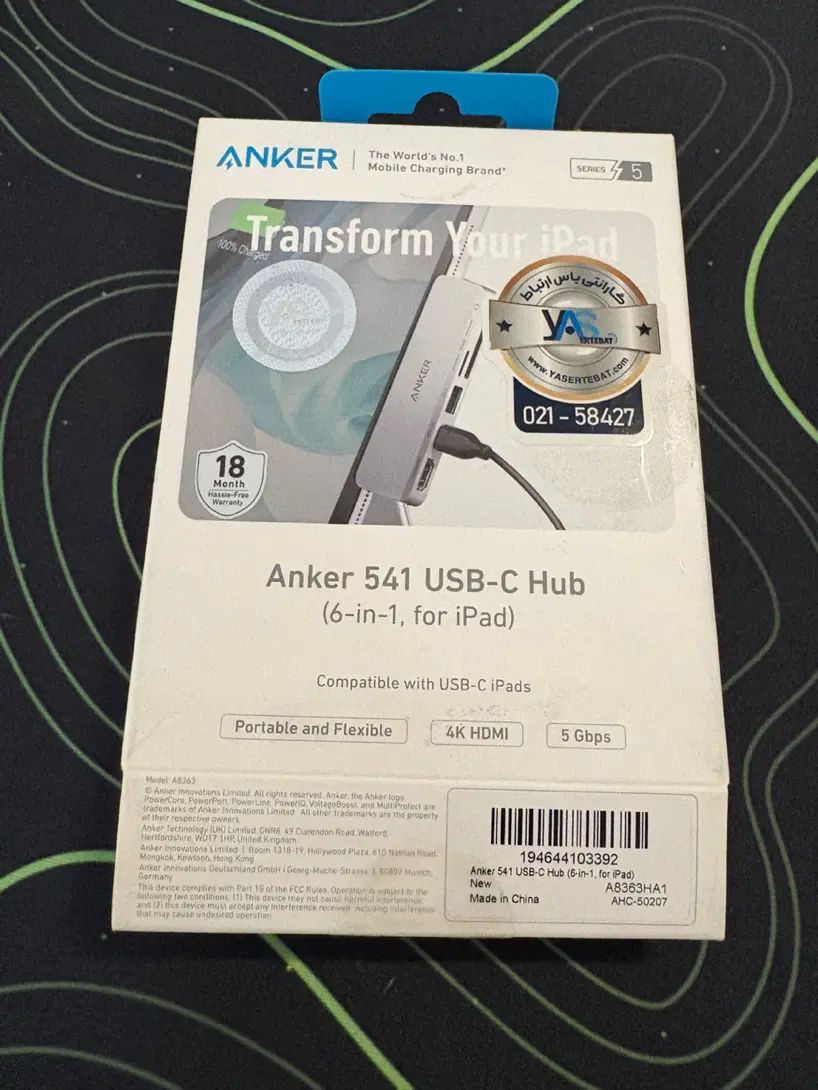 ANKER
The World's No.1
Mobile Charging Brand*
SERIES 5
Transform Your iPad
100% Charged
گارانتی یاس ارتباط
YAS
ERTEBAT
www.YASERTEBAT.com
021 - 58427
ANKER
18
Month
Hassle-Free
Warranty
Anker 541 USB-C Hub
(6-in-1, for iPad)
Compatible with USB-C iPads
Portable and Flexible
4K HDMI
5 Gbps
Model: A8363
© Anker Innovations Limited. All rights reserved. Anker, the Anker logo,
PowerCore, PowerPort, PowerLine, PowerIQ, VoltageBoost, and MultiProtect are
trademarks of Anker Innovations Limited. All other trademarks are the property
of their respective owners.
Anker Technology (UK) Limited, GNR8, 49 Clarendon Road, Watford,
Hertfordshire, WD17 1HP, United Kingdom
Anker Innovations Limited | Room 1318-19, Hollywood Plaza, 610 Nathan Road,
Mongkok, Kowloon, Hong Kong
Anker Innovations Deutschland GmbH | Georg-Muche-Strasse 3, 80807 Munich,
Germany
This device complies with Part 15 of the FCC Rules. Operation is subject to the
following two conditions: (1) This device may not cause harmful interference,
and (2) this device must accept any interference received, including interference
that may cause undesired operation.
194644103392
Anker 541 USB-C Hub (6-in-1, for iPad)
New
A8363HA1
Made in China
AHC-50207